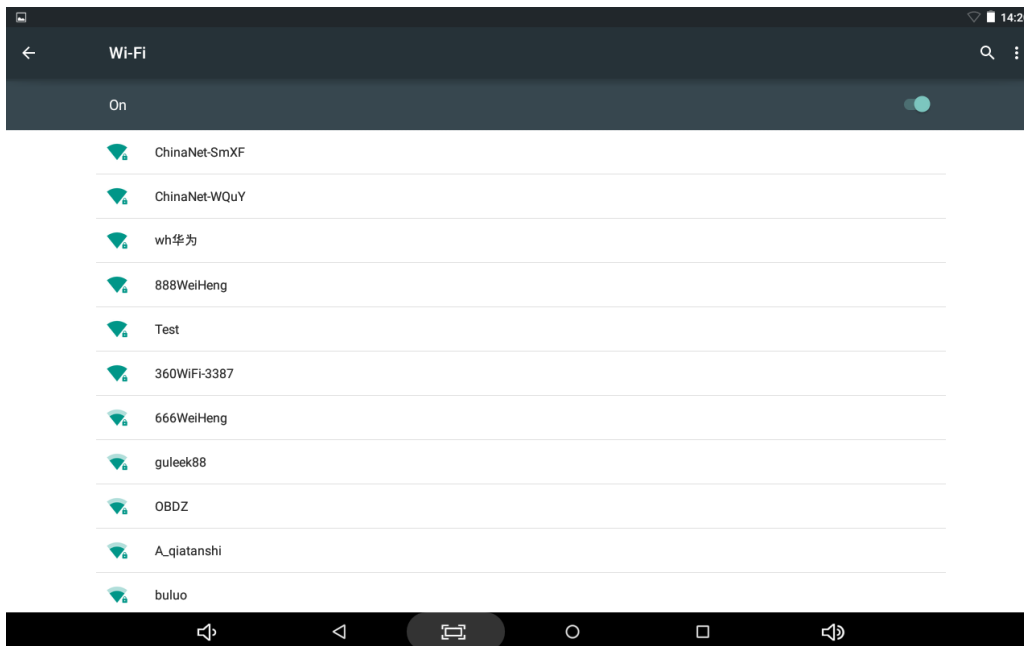 14:20
Wi-Fi
On
ChinaNet-SmXF
ChinaNet-WQuY
wh华为
888WeiHeng
Test
360WiFi-3387
666WeiHeng
guleek88
OBDZ
A_qiatanshi
buluo